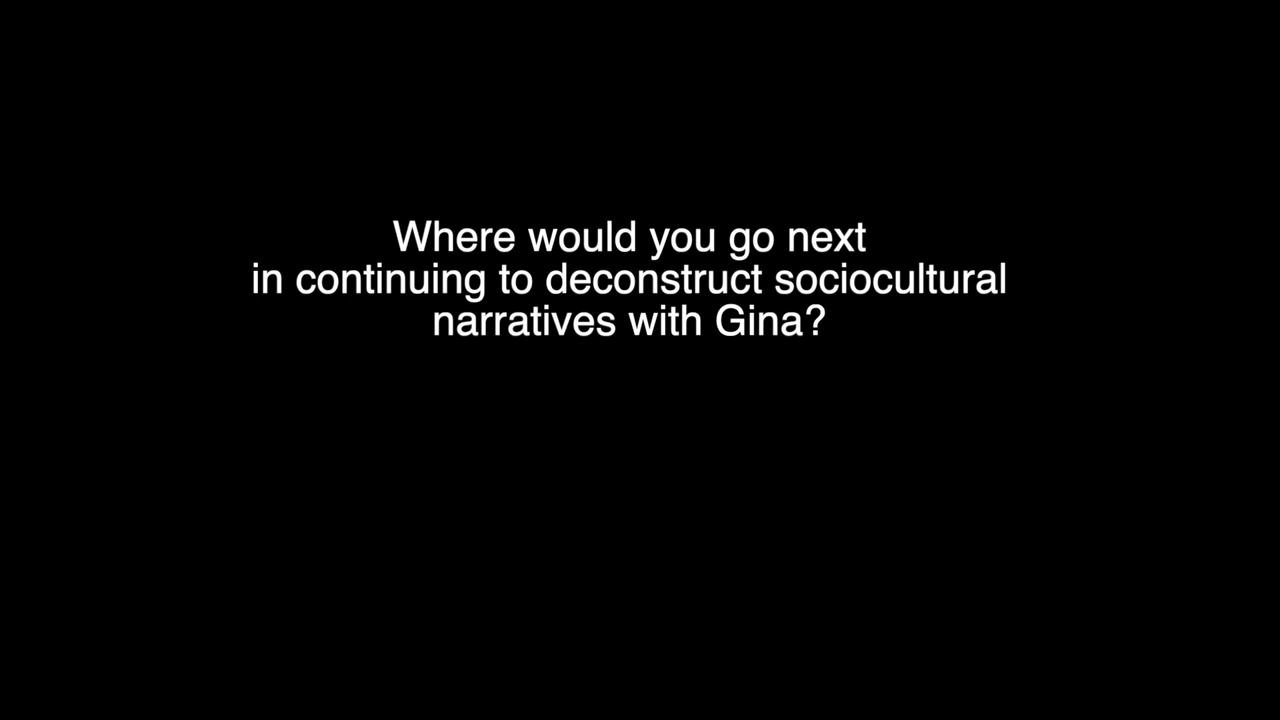 Where would you go next
in continuing to deconstruct sociocultural
narratives with Gina?